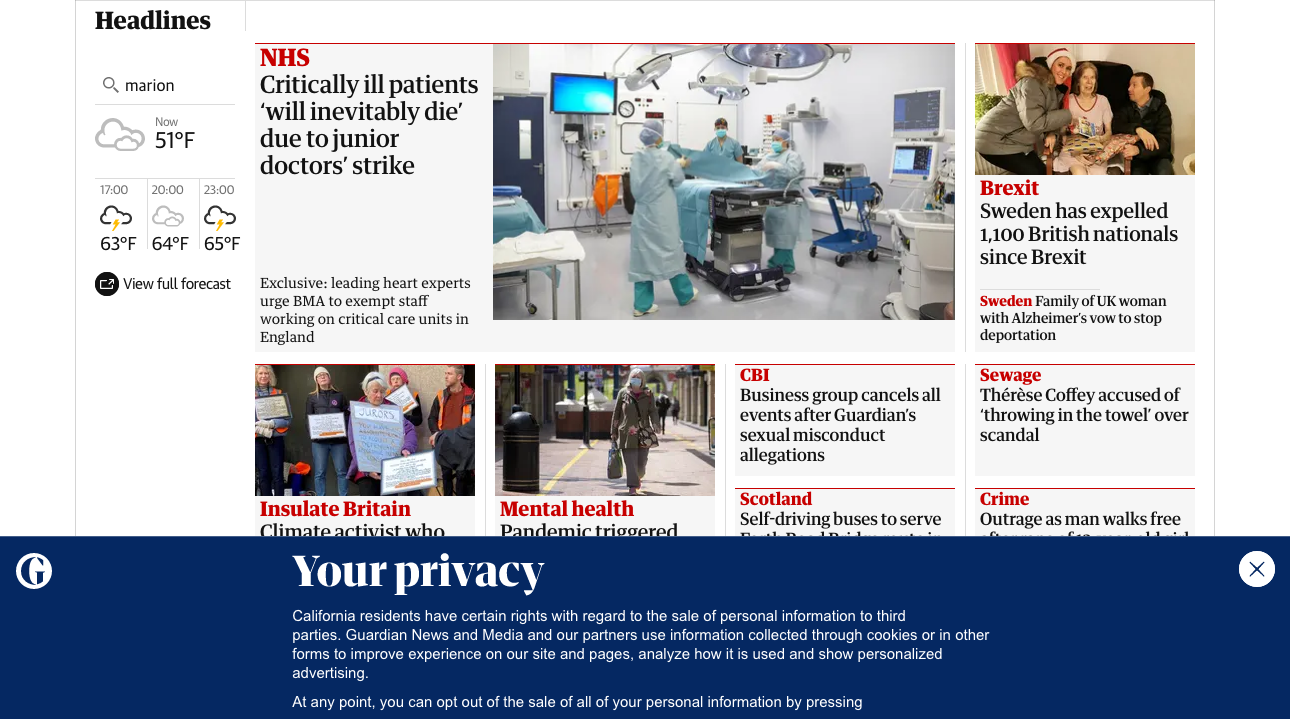 Headlines
marion
Now
51°F
17:00
20:00
23:00
63°F
64°F
65°F
View full forecast
NHS
Critically ill patients
‘will inevitably die’
due to junior
doctors’ strike
Exclusive: leading heart experts
urge BMA to exempt staff
working on critical care units in
England
Brexit
Sweden has expelled
1,100 British nationals
since Brexit
Sweden Family of UK woman
with Alzheimer’s vow to stop
deportation
JURORS
Insulate Britain
Climate activist who
Mental health
Pandemic triggered
CBI
Business group cancels all
events after Guardian’s
sexual misconduct
allegations
Sewage
Thérèse Coffey accused of
‘throwing in the towel’ over
scandal
Scotland
Self-driving buses to serve
Crime
Outrage as man walks free
G
Your privacy
California residents have certain rights with regard to the sale of personal information to third
parties. Guardian News and Media and our partners use information collected through cookies or in other
forms to improve experience on our site and pages, analyze how it is used and show personalized
advertising.
At any point, you can opt out of the sale of all of your personal information by pressing